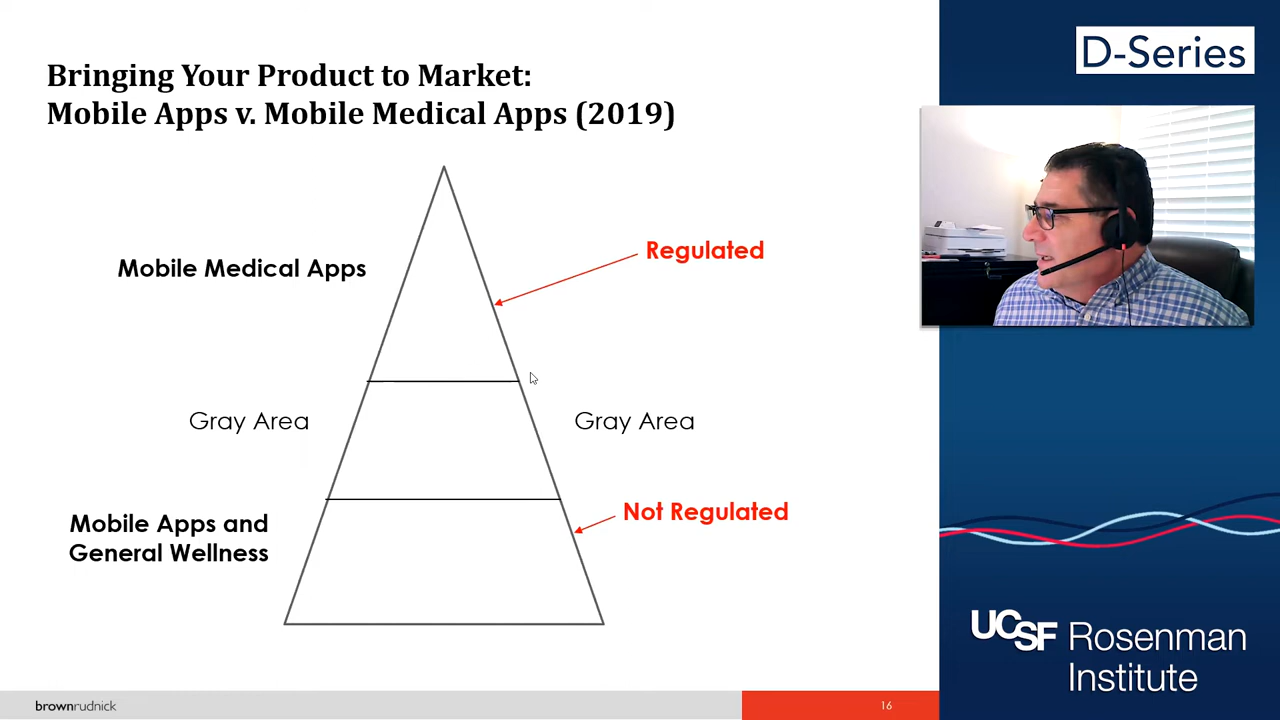 Bringing Your Product to Market:
Mobile Apps v. Mobile Medical Apps (2019)
Mobile Medical Apps
Regulated
Gray Area
Gray Area
Mobile Apps and
General Wellness
Not Regulated
brownrudnick
16
D-Series
UCSF Rosenman
Institute